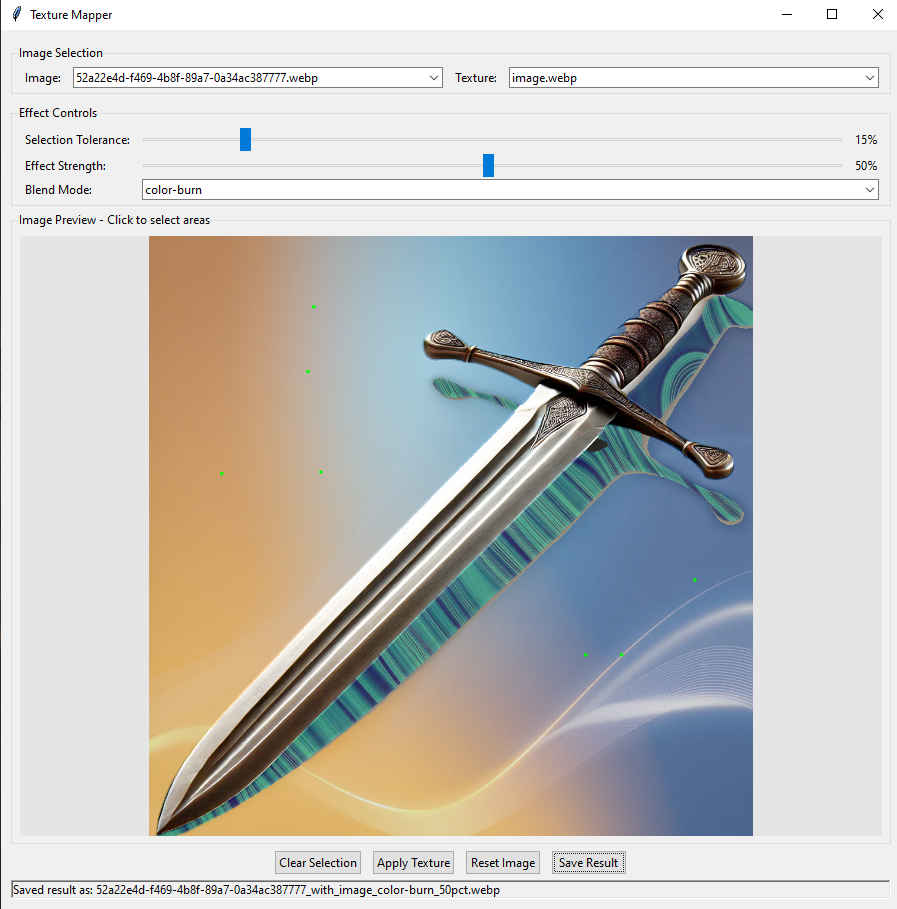 Texture Mapper
Image Selection
Image: 52a22e4d-f469-4b8f-89a7-0a34ac387777.webp Texture: image.webp
Effect Controls
Selection Tolerance: 15%
Effect Strength: 50%
Blend Mode: color-burn
Image Preview - Click to select areas
Clear Selection Apply Texture Reset Image Save Result
Saved result as: 52a22e4d-f469-4b8f-89a7-0a34ac387777_with_image_color-burn_50pct.webp